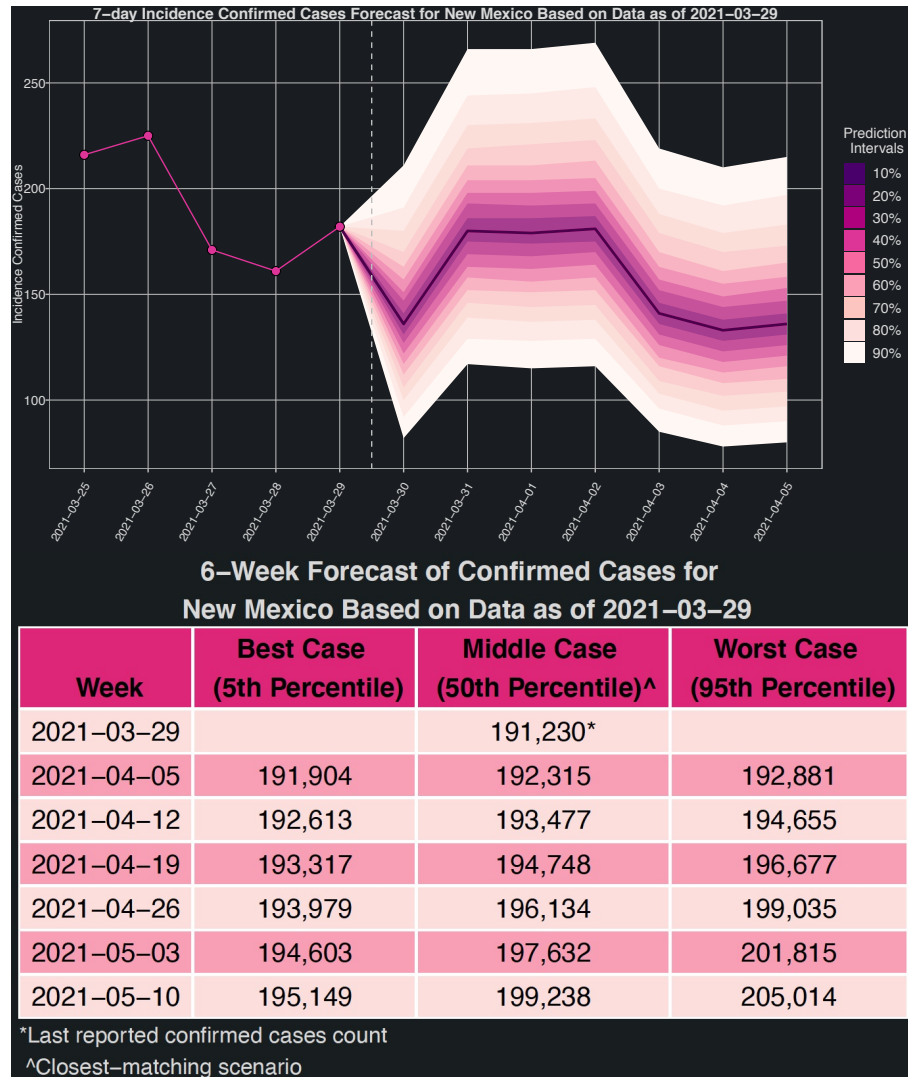 7−day Incidence Confirmed Cases Forecast for New Mexico Based on Data as of 2021−03−29
Incidence Confirmed Cases
250
200
150
100
2021−03−25
2021−03−26
2021−03−27
2021−03−28
2021−03−29
2021−03−30
2021−03−31
2021−04−01
2021−04−02
2021−04−03
2021−04−04
2021−04−05
Prediction
Intervals
10%
20%
30%
40%
50%
60%
70%
80%
90%
6−Week Forecast of Confirmed Cases for
New Mexico Based on Data as of 2021−03−29
Week Best Case (5th Percentile) Middle Case (50th Percentile)^ Worst Case (95th Percentile)
2021−03−29 191,230*
2021−04−05 191,904 192,315 192,881
2021−04−12 192,613 193,477 194,655
2021−04−19 193,317 194,748 196,677
2021−04−26 193,979 196,134 199,035
2021−05−03 194,603 197,632 201,815
2021−05−10 195,149 199,238 205,014
*Last reported confirmed cases count
^Closest−matching scenario